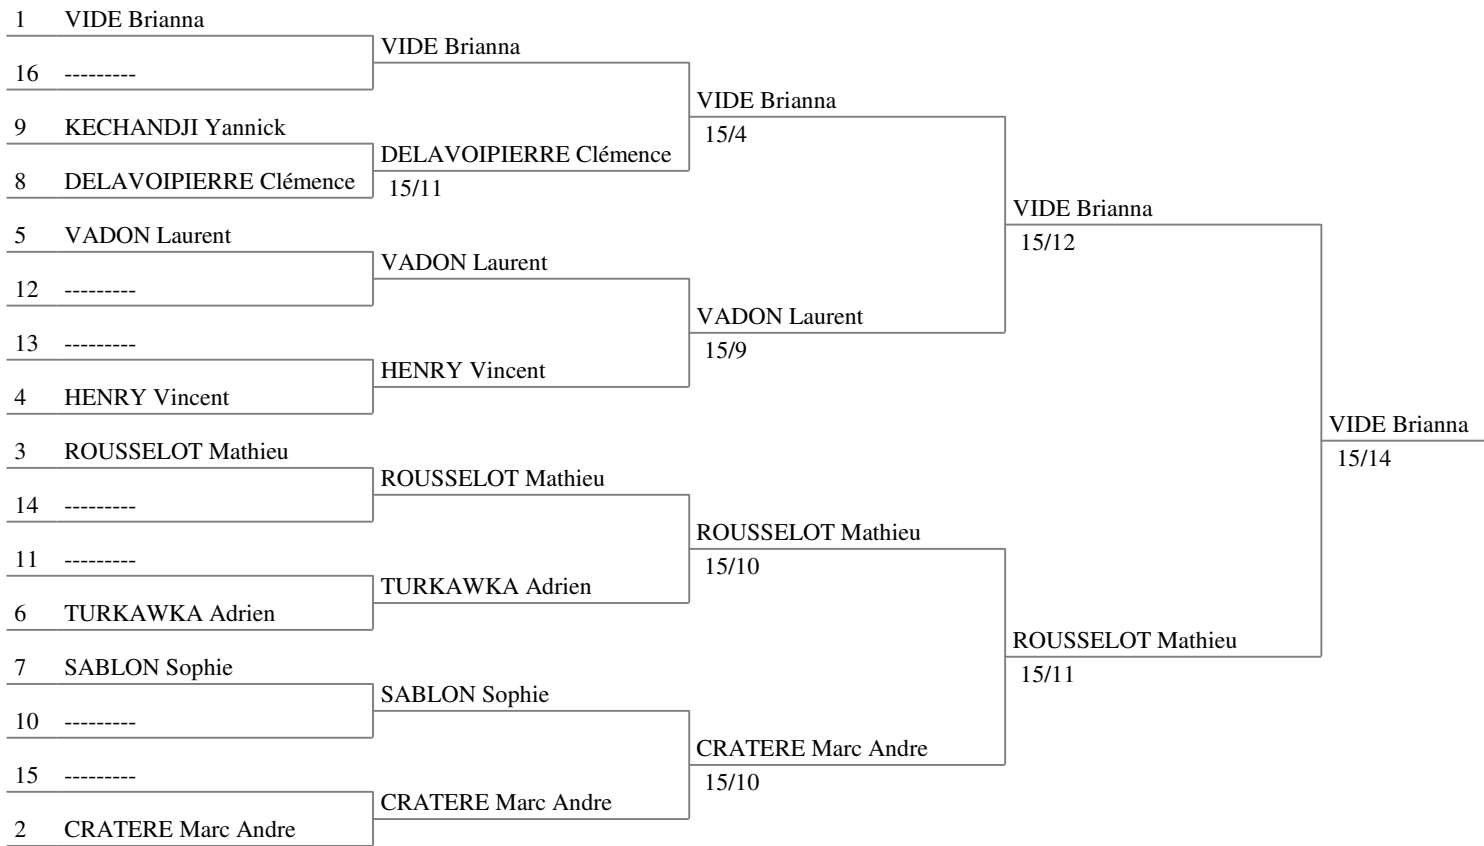 1 VIDE Brianna
16 ---------
9 KECHANDJI Yannick
8 DELAVOIPIERRE Clémence
5 VADON Laurent
12 ---------
13 ---------
4 HENRY Vincent
3 ROUSSELOT Mathieu
14 ---------
11 ---------
6 TURKAWKA Adrien
7 SABLON Sophie
10 ---------
15 ---------
2 CRATERE Marc Andre
VIDE Brianna
DELAVOIPIERRE Clémence
15/11
VADON Laurent
HENRY Vincent
ROUSSELOT Mathieu
TURKAWKA Adrien
SABLON Sophie
CRATERE Marc Andre
VIDE Brianna
15/4
VADON Laurent
15/9
ROUSSELOT Mathieu
15/10
CRATERE Marc Andre
15/10
VIDE Brianna
15/12
ROUSSELOT Mathieu
15/11
VIDE Brianna
15/14